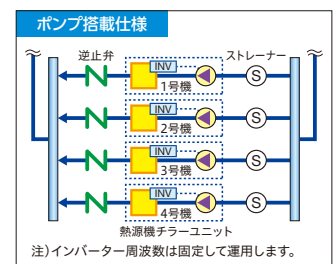 ポンプ搭載仕様
逆止弁 ストレーナー
INV
1号機
S
INV
2号機
S
INV
3号機
S
INV
4号機
S
熱源機チラーユニット
注)インバーター周波数は固定して運用します。